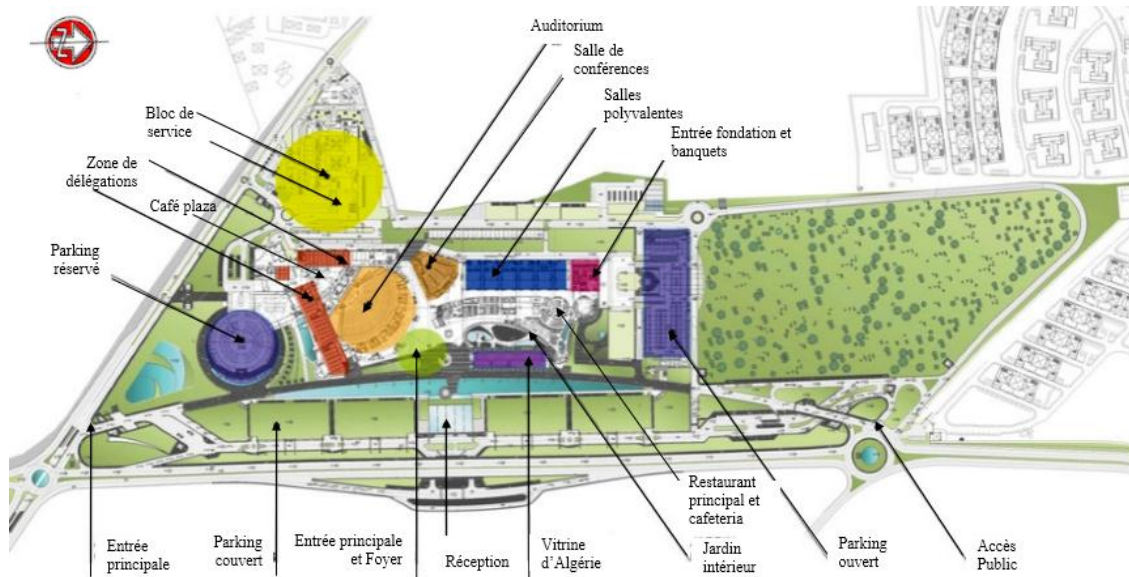 Auditorium
Salle de
conférences
Salles
polyvalentes
Entrée fondation et
banquets
Bloc de
service
Zone de
délégations
Café plaza
Parking
réservé
Entrée
principale
Parking
couvert
Entrée principale
et Foyer
Réception
Vitrine
d’Algérie
Restaurant
principal et
cafeteria
Jardin
intérieur
Parking
ouvert
Accès
Public